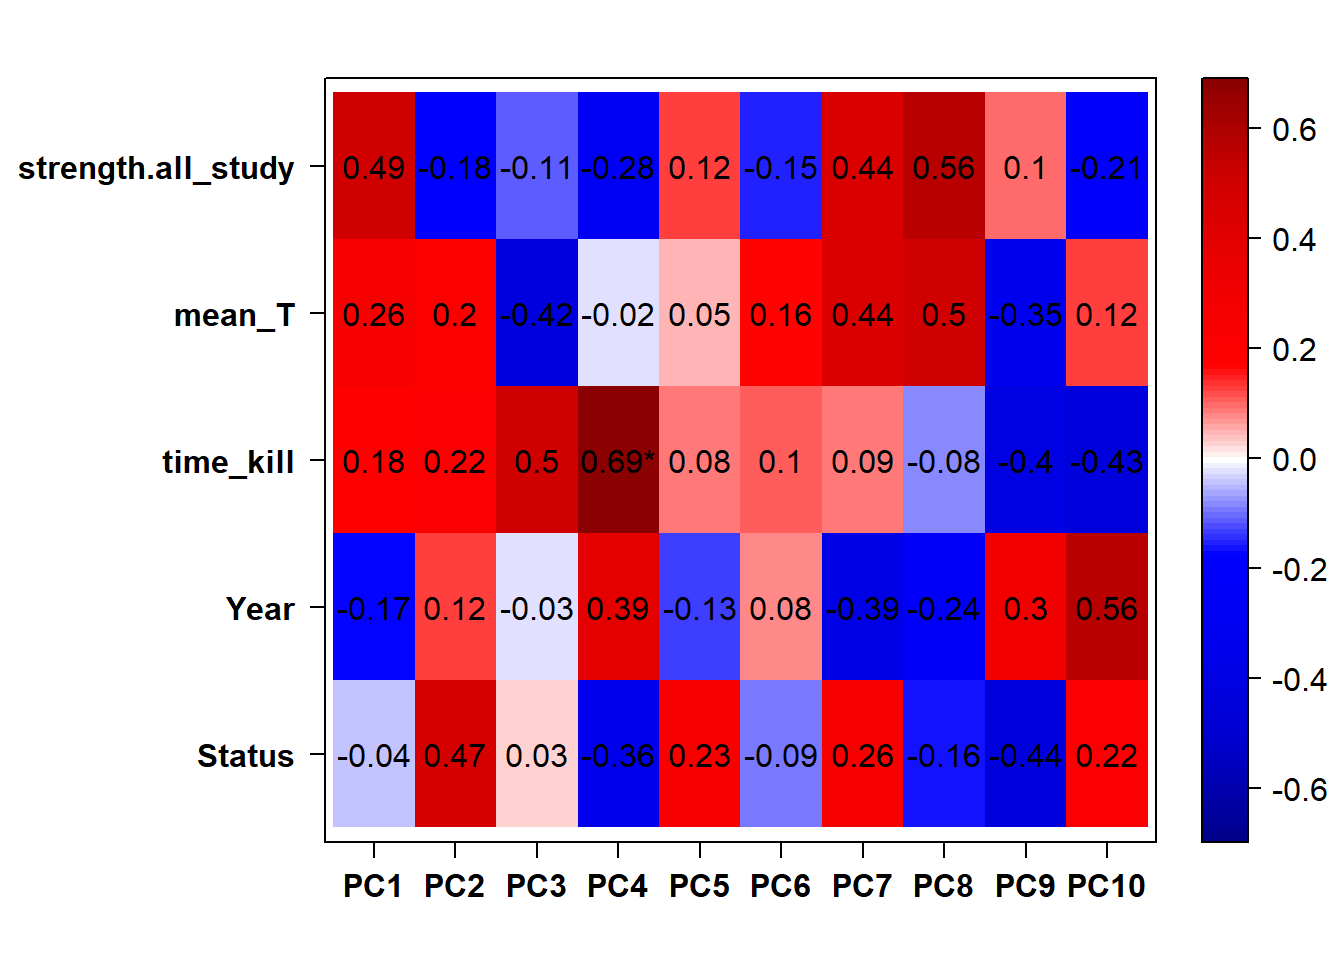 strength.all_study 0.49 -0.18 -0.11 -0.28 0.12 -0.15 0.44 0.56 0.1 -0.21
mean_T 0.26 0.2 -0.42 -0.02 0.05 0.16 0.44 0.5 -0.35 0.12
time_kill 0.18 0.22 0.5 0.69* 0.08 0.1 0.09 -0.08 -0.4 -0.43
Year -0.17 0.12 -0.03 0.39 -0.13 0.08 -0.39 -0.24 0.3 0.56
Status -0.04 0.47 0.03 -0.36 0.23 -0.09 0.26 -0.16 -0.44 0.22
PC1 PC2 PC3 PC4 PC5 PC6 PC7 PC8 PC9 PC10
0.6
0.4
0.2
0.0
-0.2
-0.4
-0.6